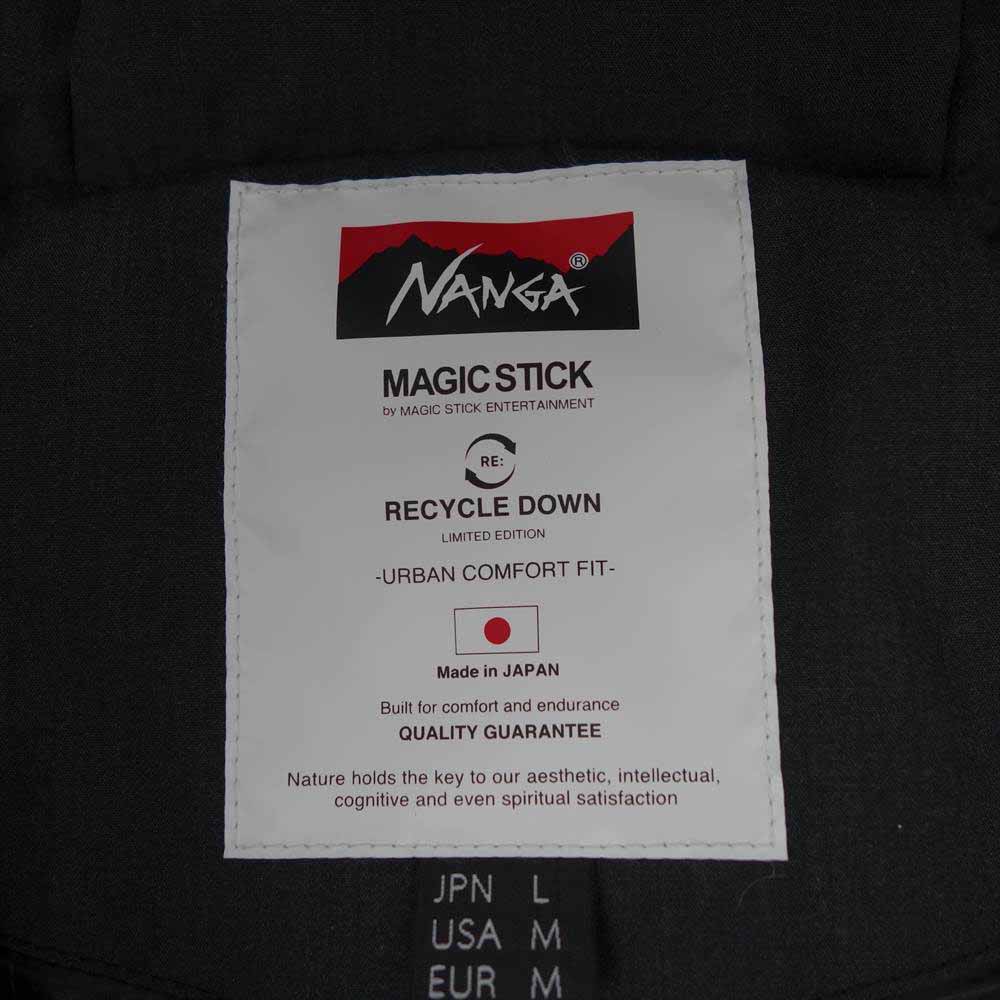 NANGA®
MAGIC STICK
by MAGIC STICK ENTERTAINMENT
RE:
RECYCLE DOWN
LIMITED EDITION
-URBAN COMFORT FIT-
Made in JAPAN
Built for comfort and endurance
QUALITY GUARANTEE
Nature holds the key to our aesthetic, intellectual,
cognitive and even spiritual satisfaction
JPN L
USA M
EUR M